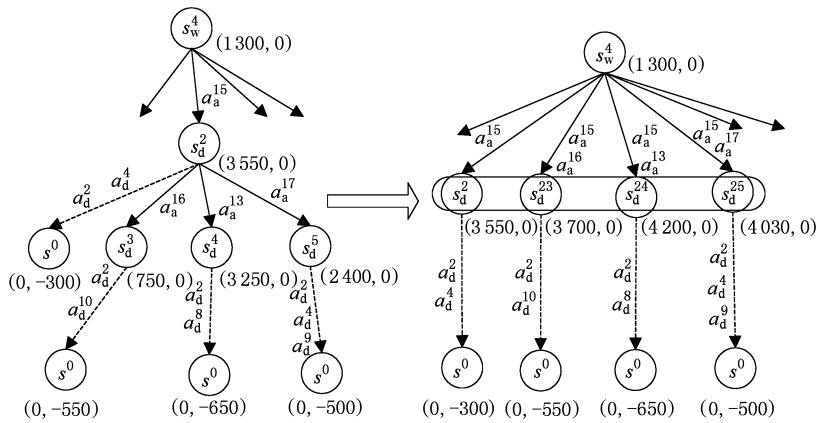 s_w^4
(1 300, 0)
a_a^15
s_d^2
(3 550, 0)
a_d^2 a_d^4 a_a^16 a_a^13 a_a^17
s^0 s_d^3 s_d^4 s_d^5
(0, -300) (750, 0) (3 250, 0) (2 400, 0)
a_d^2 a_d^2 a_d^2
a_d^10 a_d^8 a_d^4
a_d^9
s^0 s^0 s^0
(0, -550) (0, -650) (0, -500)
s_w^4
(1 300, 0)
a_a^15 a_a^15 a_a^15 a_a^15
a_a^16 a_a^13 a_a^17
s_d^2 s_d^23 s_d^24 s_d^25
(3 550, 0) (3 700, 0) (4 200, 0) (4 030, 0)
a_d^2 a_d^2 a_d^2 a_d^2
a_d^4 a_d^10 a_d^8 a_d^4
a_d^9
s^0 s^0 s^0 s^0
(0, -300) (0, -550) (0, -650) (0, -500)